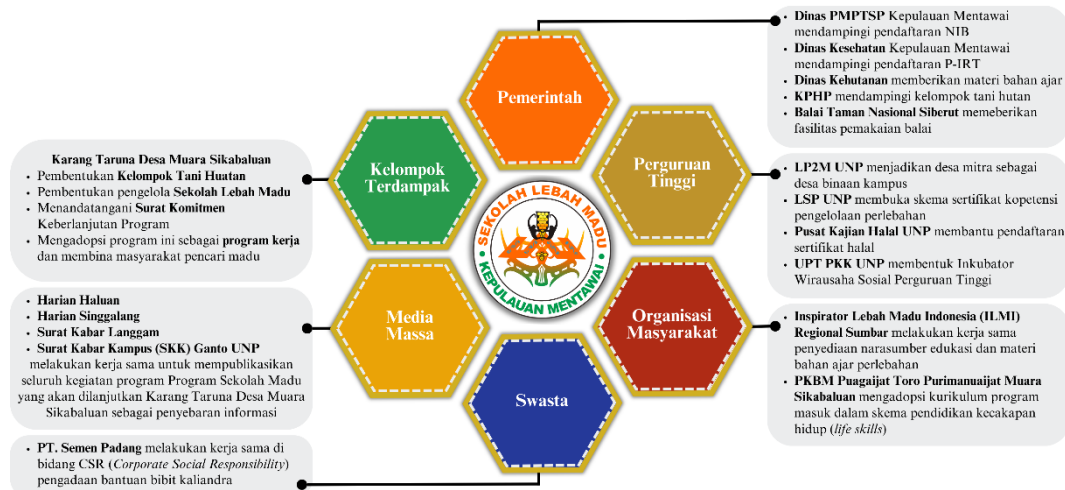 Pemerintah
• Dinas PMPTSP Kepulauan Mentawai
mendampingi pendaftaran NIB
• Dinas Kesehatan Kepulauan Mentawai
mendampingi pendaftaran P-IRT
• Dinas Kehutanan memberikan materi bahan ajar
• KPHP mendampingi kelompok tani hutan
• Balai Taman Nasional Siberut memeberikan
fasilitas pemakaian balai
Kelompok
Terdampak
Karang Taruna Desa Muara Sikabaluan
• Pembentukan Kelompok Tani Huatan
• Pembentukan pengelola Sekolah Lebah Madu
• Menandatangani Surat Komitmen
Keberlanjutan Program
• Mengadopsi program ini sebagai program kerja
dan membina masyarakat pencari madu
Perguruan
Tinggi
• LP2M UNP menjadikan desa mitra sebagai
desa binaan kampus
• LSP UNP membuka skema sertifikat kopetensi
pengelolaan perlebahan
• Pusat Kajian Halal UNP membantu pendaftaran
sertifikat halal
• UPT PKK UNP membentuk Inkubator
Wirausaha Sosial Perguruan Tinggi
SEKOLAH LEBAH MADU
• KEPULAUAN MENTAWAI •
Media
Massa
• Harian Haluan
• Harian Singgalang
• Surat Kabar Langgam
• Surat Kabar Kampus (SKK) Ganto UNP
melakukan kerja sama untuk mempublikasikan
seluruh kegiatan program Program Sekolah Madu
yang akan dilanjutkan Karang Taruna Desa Muara
Sikabaluan sebagai penyebaran informasi
Organisasi
Masyarakat
• Inspirator Lebah Madu Indonesia (ILMI)
Regional Sumbar melakukan kerja sama
penyediaan narasumber edukasi dan materi
bahan ajar perlebahan
• PKBM Puagaijat Toro Purimanuaijat Muara
Sikabaluan mengadopsi kurikulum program
masuk dalam skema pendidikan kecakapan
hidup (life skills)
Swasta
• PT. Semen Padang melakukan kerja sama di
bidang CSR (Corporate Social Responsibility)
pengadaan bantuan bibit kaliandra